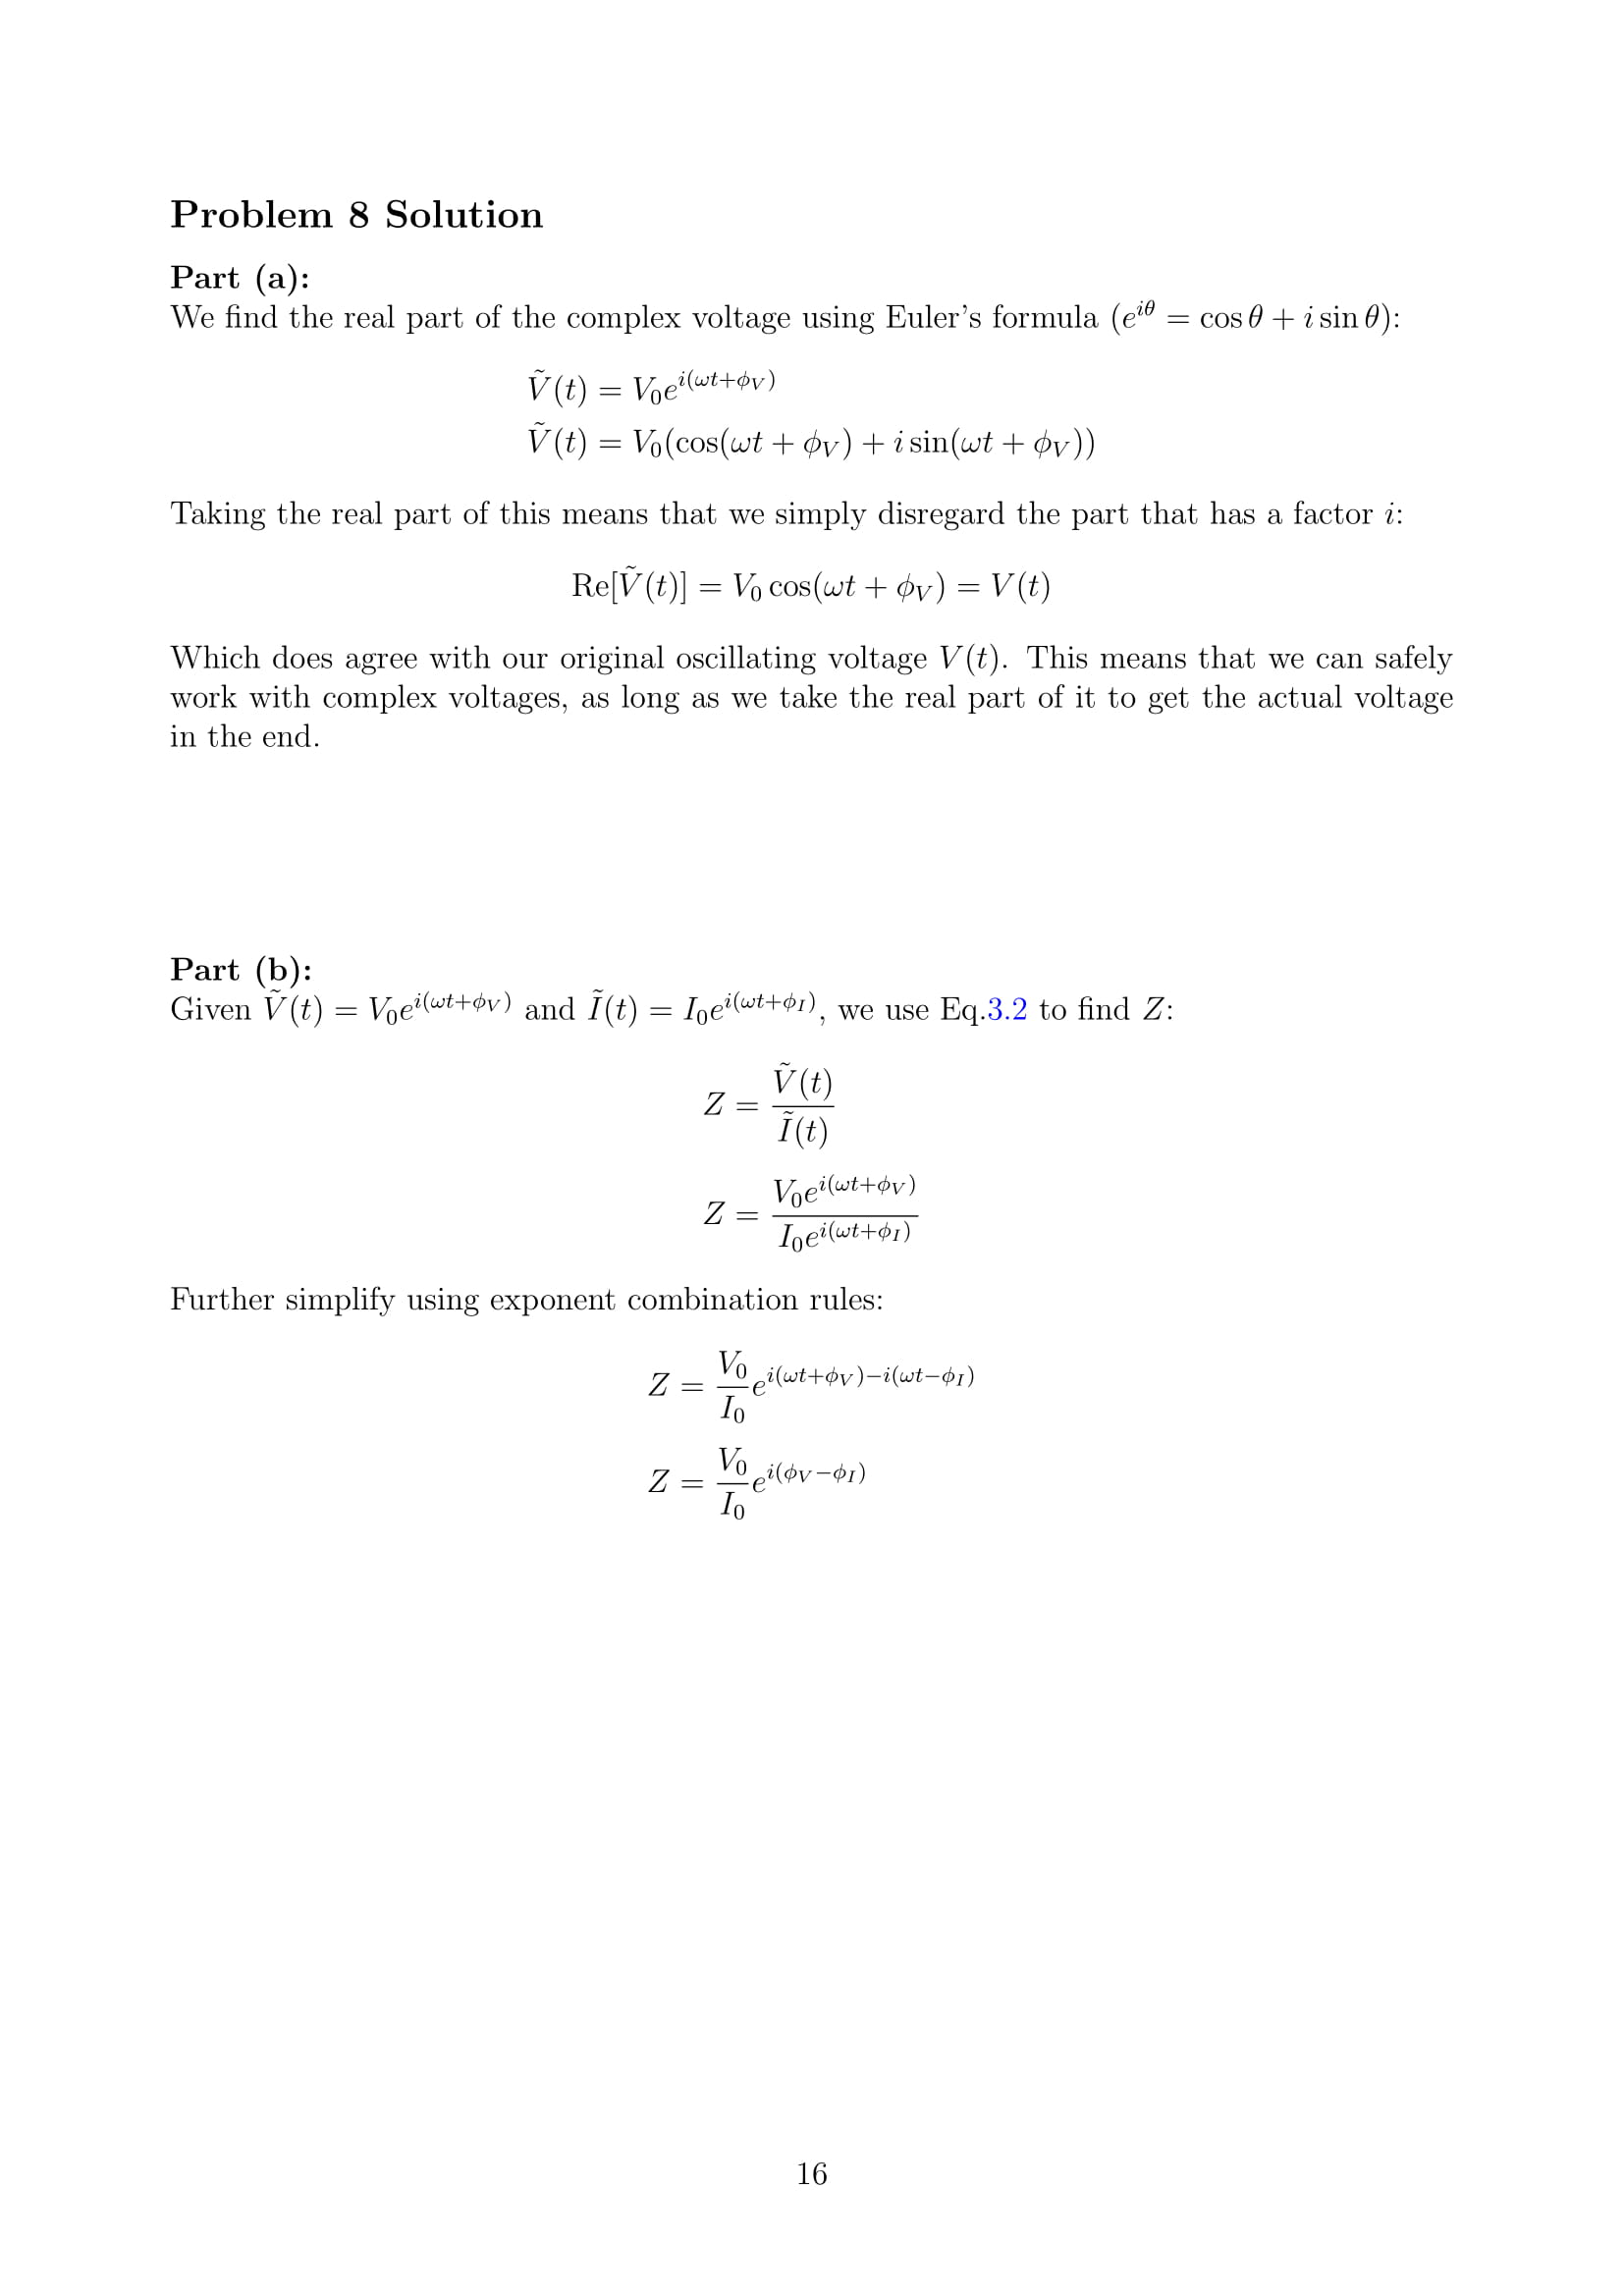 Problem 8 Solution
Part (a):
We find the real part of the complex voltage using Euler's formula ($e^{i\theta} = \cos\theta + i\sin\theta$):
$\tilde{V}(t) = V_0 e^{i(\omega t+\phi_V)}$
$\tilde{V}(t) = V_0(\cos(\omega t + \phi_V) + i\sin(\omega t + \phi_V))$
Taking the real part of this means that we simply disregard the part that has a factor $i$:
$\text{Re}[\tilde{V}(t)] = V_0\cos(\omega t + \phi_V) = V(t)$
Which does agree with our original oscillating voltage $V(t)$. This means that we can safely
work with complex voltages, as long as we take the real part of it to get the actual voltage
in the end.
Part (b):
Given $\tilde{V}(t) = V_0 e^{i(\omega t+\phi_V)}$ and $\tilde{I}(t) = I_0 e^{i(\omega t+\phi_I)}$, we use Eq.3.2 to find $Z$:
$Z = \frac{\tilde{V}(t)}{\tilde{I}(t)}$
$Z = \frac{V_0 e^{i(\omega t+\phi_V)}}{I_0 e^{i(\omega t+\phi_I)}}$
Further simplify using exponent combination rules:
$Z = \frac{V_0}{I_0} e^{i(\omega t+\phi_V)-i(\omega t-\phi_I)}$
$Z = \frac{V_0}{I_0} e^{i(\phi_V-\phi_I)}$
16